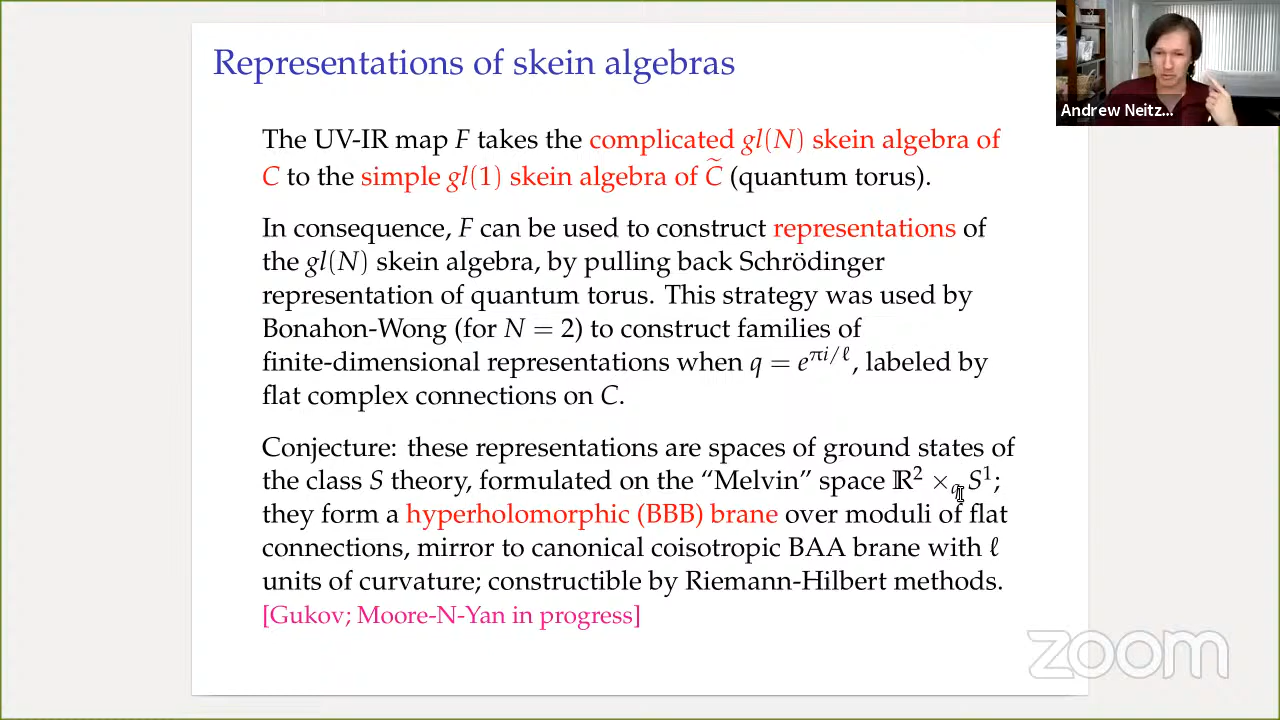 Representations of skein algebras
Andrew Neitz...
The UV-IR map F takes the complicated gl(N) skein algebra of
C to the simple gl(1) skein algebra of C̃ (quantum torus).
In consequence, F can be used to construct representations of
the gl(N) skein algebra, by pulling back Schrödinger
representation of quantum torus. This strategy was used by
Bonahon-Wong (for N = 2) to construct families of
finite-dimensional representations when q = e^{πi/ℓ}, labeled by
flat complex connections on C.
Conjecture: these representations are spaces of ground states of
the class S theory, formulated on the “Melvin” space ℝ² ×_q S¹;
they form a hyperholomorphic (BBB) brane over moduli of flat
connections, mirror to canonical coisotropic BAA brane with ℓ
units of curvature; constructible by Riemann-Hilbert methods.
[Gukov; Moore-N-Yan in progress]
zoom